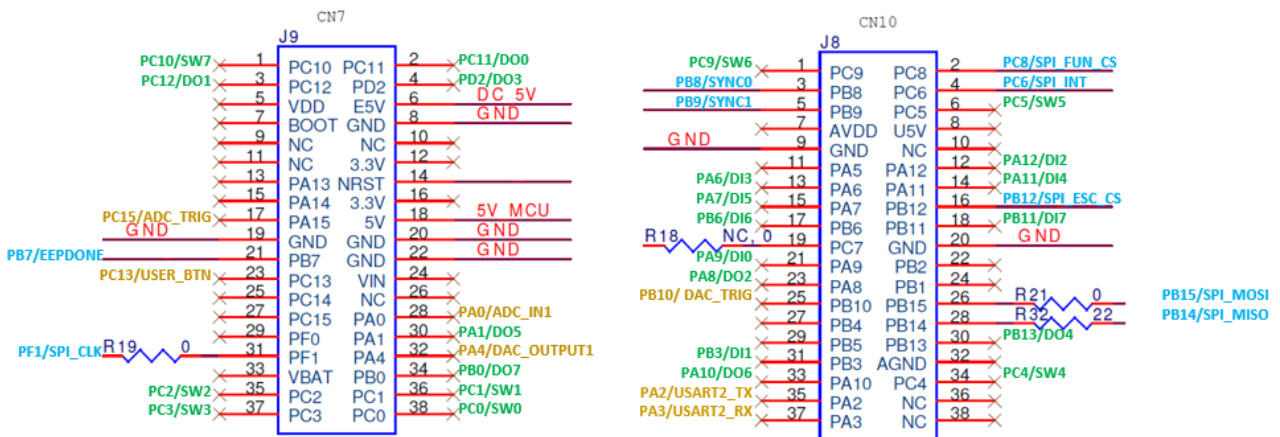 CN7
J9
PC10/SW7 1 PC10 PC11 2 PC11/DO0
PC12/DO1 3 PC12 PD2 4 PD2/DO3
5 VDD E5V 6 DC 5V
7 BOOT GND 8 GND
9 NC NC 10
11 NC 3.3V 12
13 PA13 NRST 14
15 PA14 3.3V 16
PC15/ADC_TRIG 17 PA15 5V 18 5V MCU
GND 19 GND GND 20 GND
PB7/EEPDONE 21 PB7 GND 22 GND
PC13/USER_BTN 23 PC13 VIN 24
25 PC14 NC 26
27 PC15 PA0 28 PA0/ADC_IN1
29 PF0 PA1 30 PA1/DO5
PF1/SPI_CLK R19 0 31 PF1 PA4 32 PA4/DAC_OUTPUT1
33 VBAT PB0 34 PB0/DO7
PC2/SW2 35 PC2 PC1 36 PC1/SW1
PC3/SW3 37 PC3 PC0 38 PC0/SW0
CN10
J8
PC9/SW6 1 PC9 PC8 2 PC8/SPI_FUN_CS
PB8/SYNC0 3 PB8 PC6 4 PC6/SPI_INT
PB9/SYNC1 5 PB9 PC5 6 PC5/SW5
7 AVDD U5V 8
GND 9 GND NC 10
11 PA5 PA12 12 PA12/DI2
PA6/DI3 13 PA6 PA11 14 PA11/DI4
PA7/DI5 15 PA7 PB12 16 PB12/SPI_ESC_CS
PB6/DI6 17 PB6 PB11 18 PB11/DI7
R18 NC, 0 19 PC7 GND 20 GND
PA9/DI0 21 PA9 PB2 22
PA8/DO2 23 PA8 PB1 24
PB10/ DAC_TRIG 25 PB10 PB15 26 R21 0 PB15/SPI_MOSI
27 PB4 PB14 28 R32 22 PB14/SPI_MISO
29 PB5 PB13 30 PB13/DO4
PB3/DI1 31 PB3 AGND 32
PA10/DO6 33 PA10 PC4 34 PC4/SW4
PA2/USART2_TX 35 PA2 NC 36
PA3/USART2_RX 37 PA3 NC 38